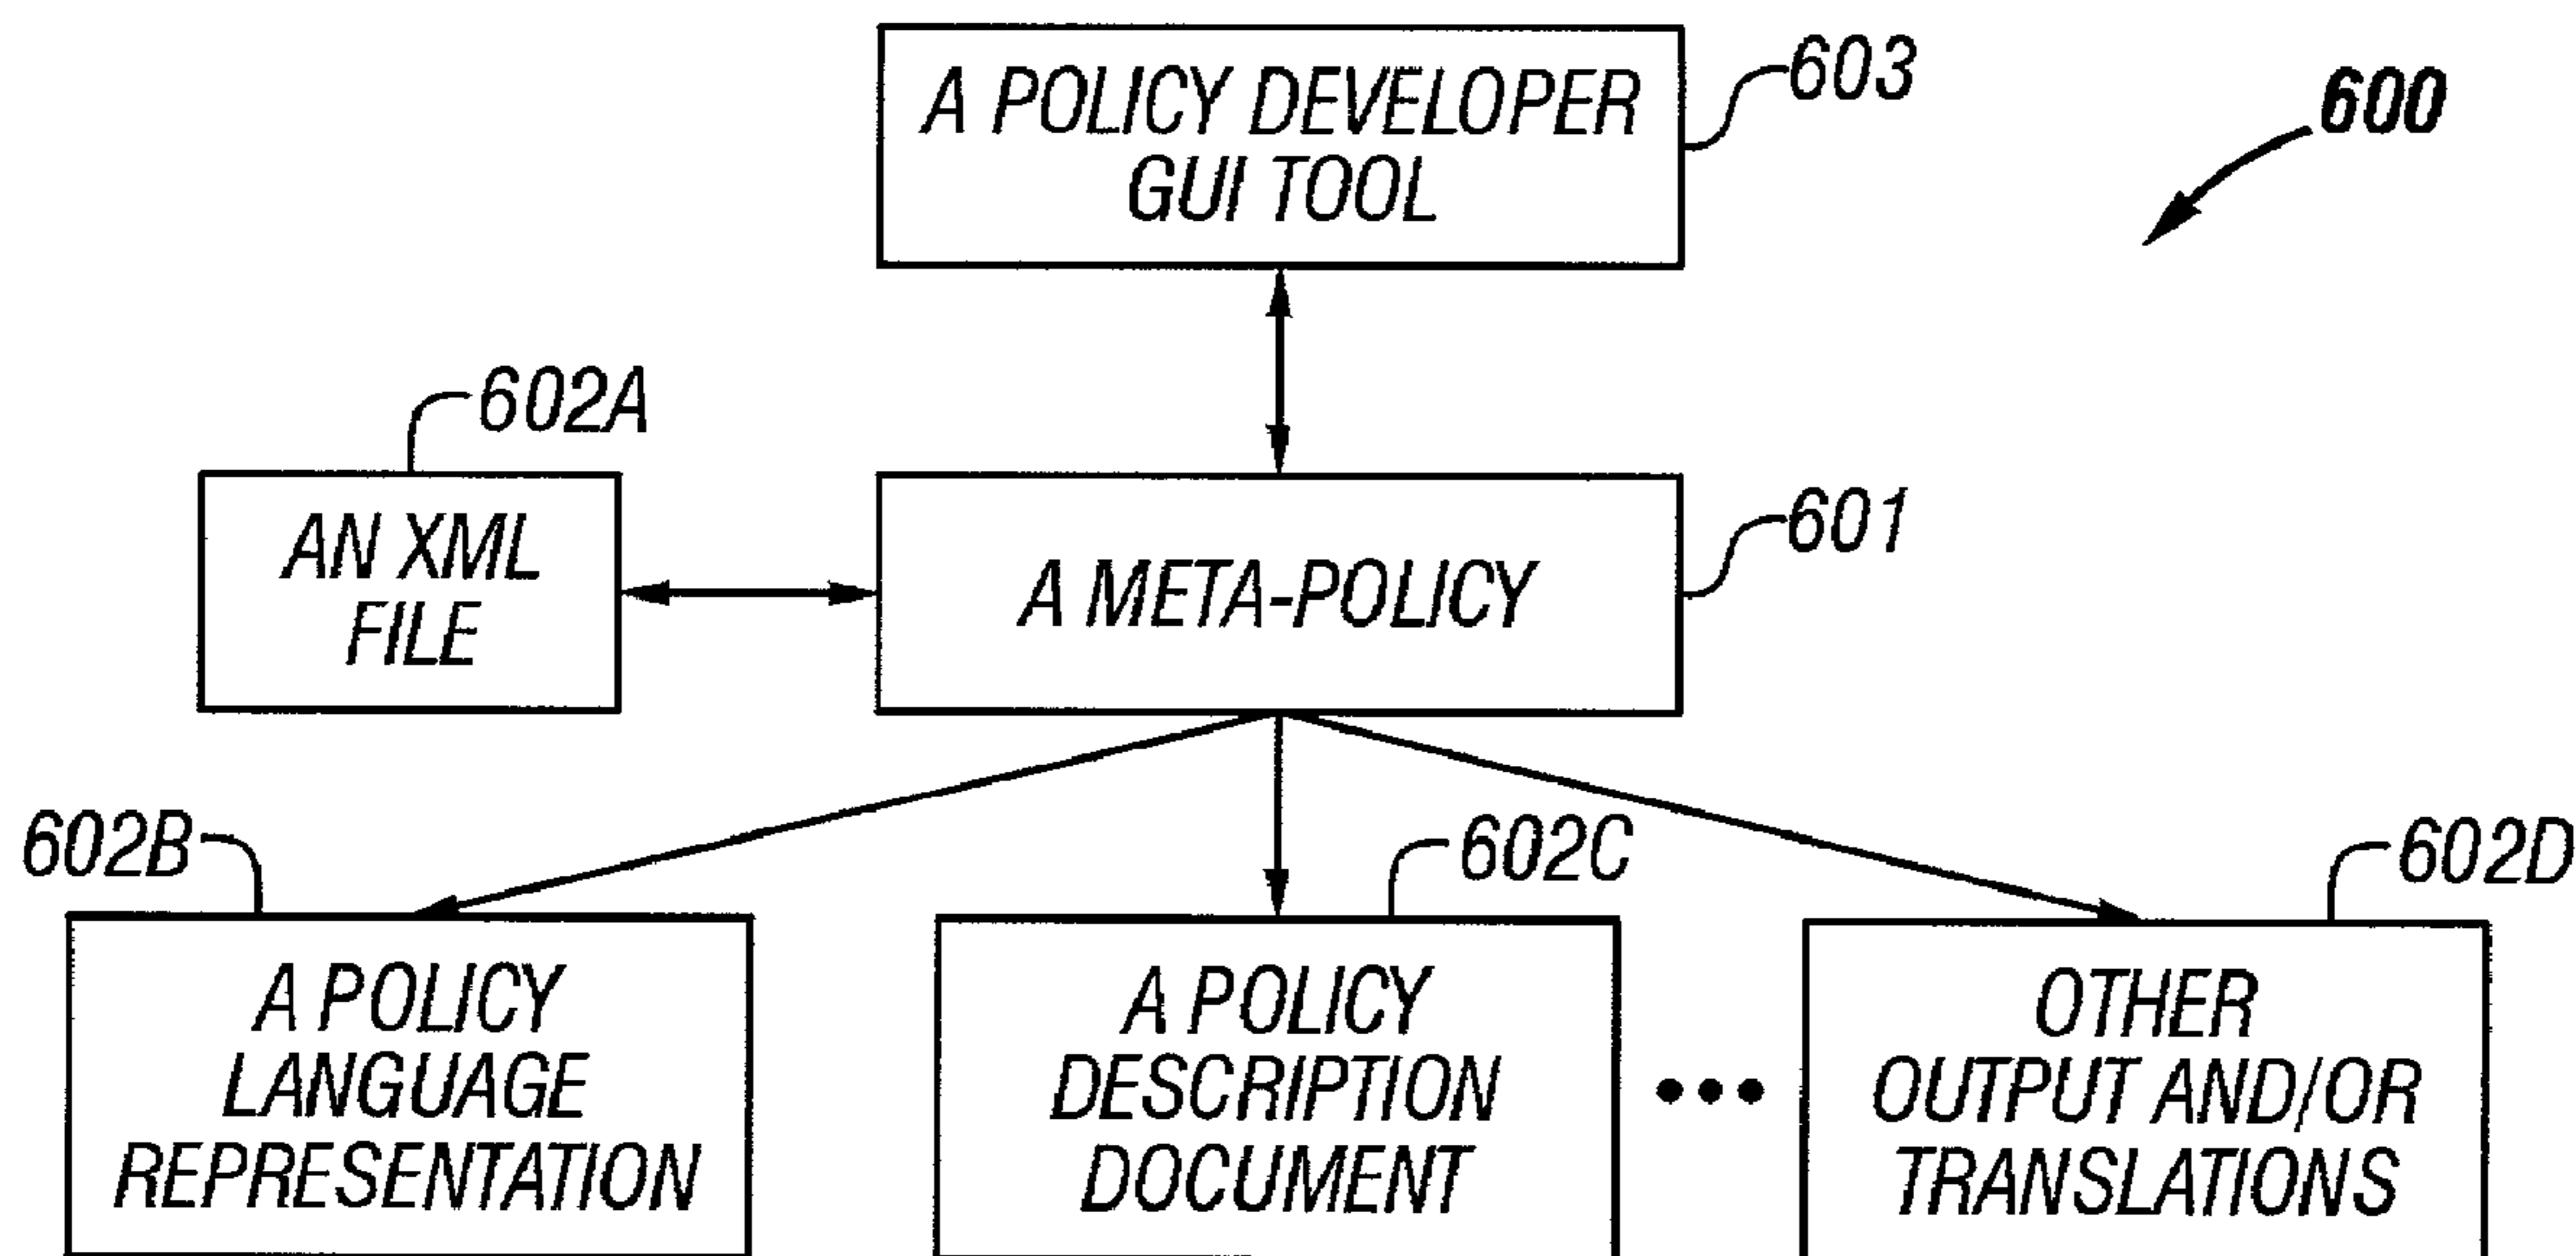 A POLICY DEVELOPER
GUI TOOL
603
600
602A
AN XML
FILE
A META-POLICY
601
602B
A POLICY
LANGUAGE
REPRESENTATION
602C
A POLICY
DESCRIPTION
DOCUMENT
•••
602D
OTHER
OUTPUT AND/OR
TRANSLATIONS